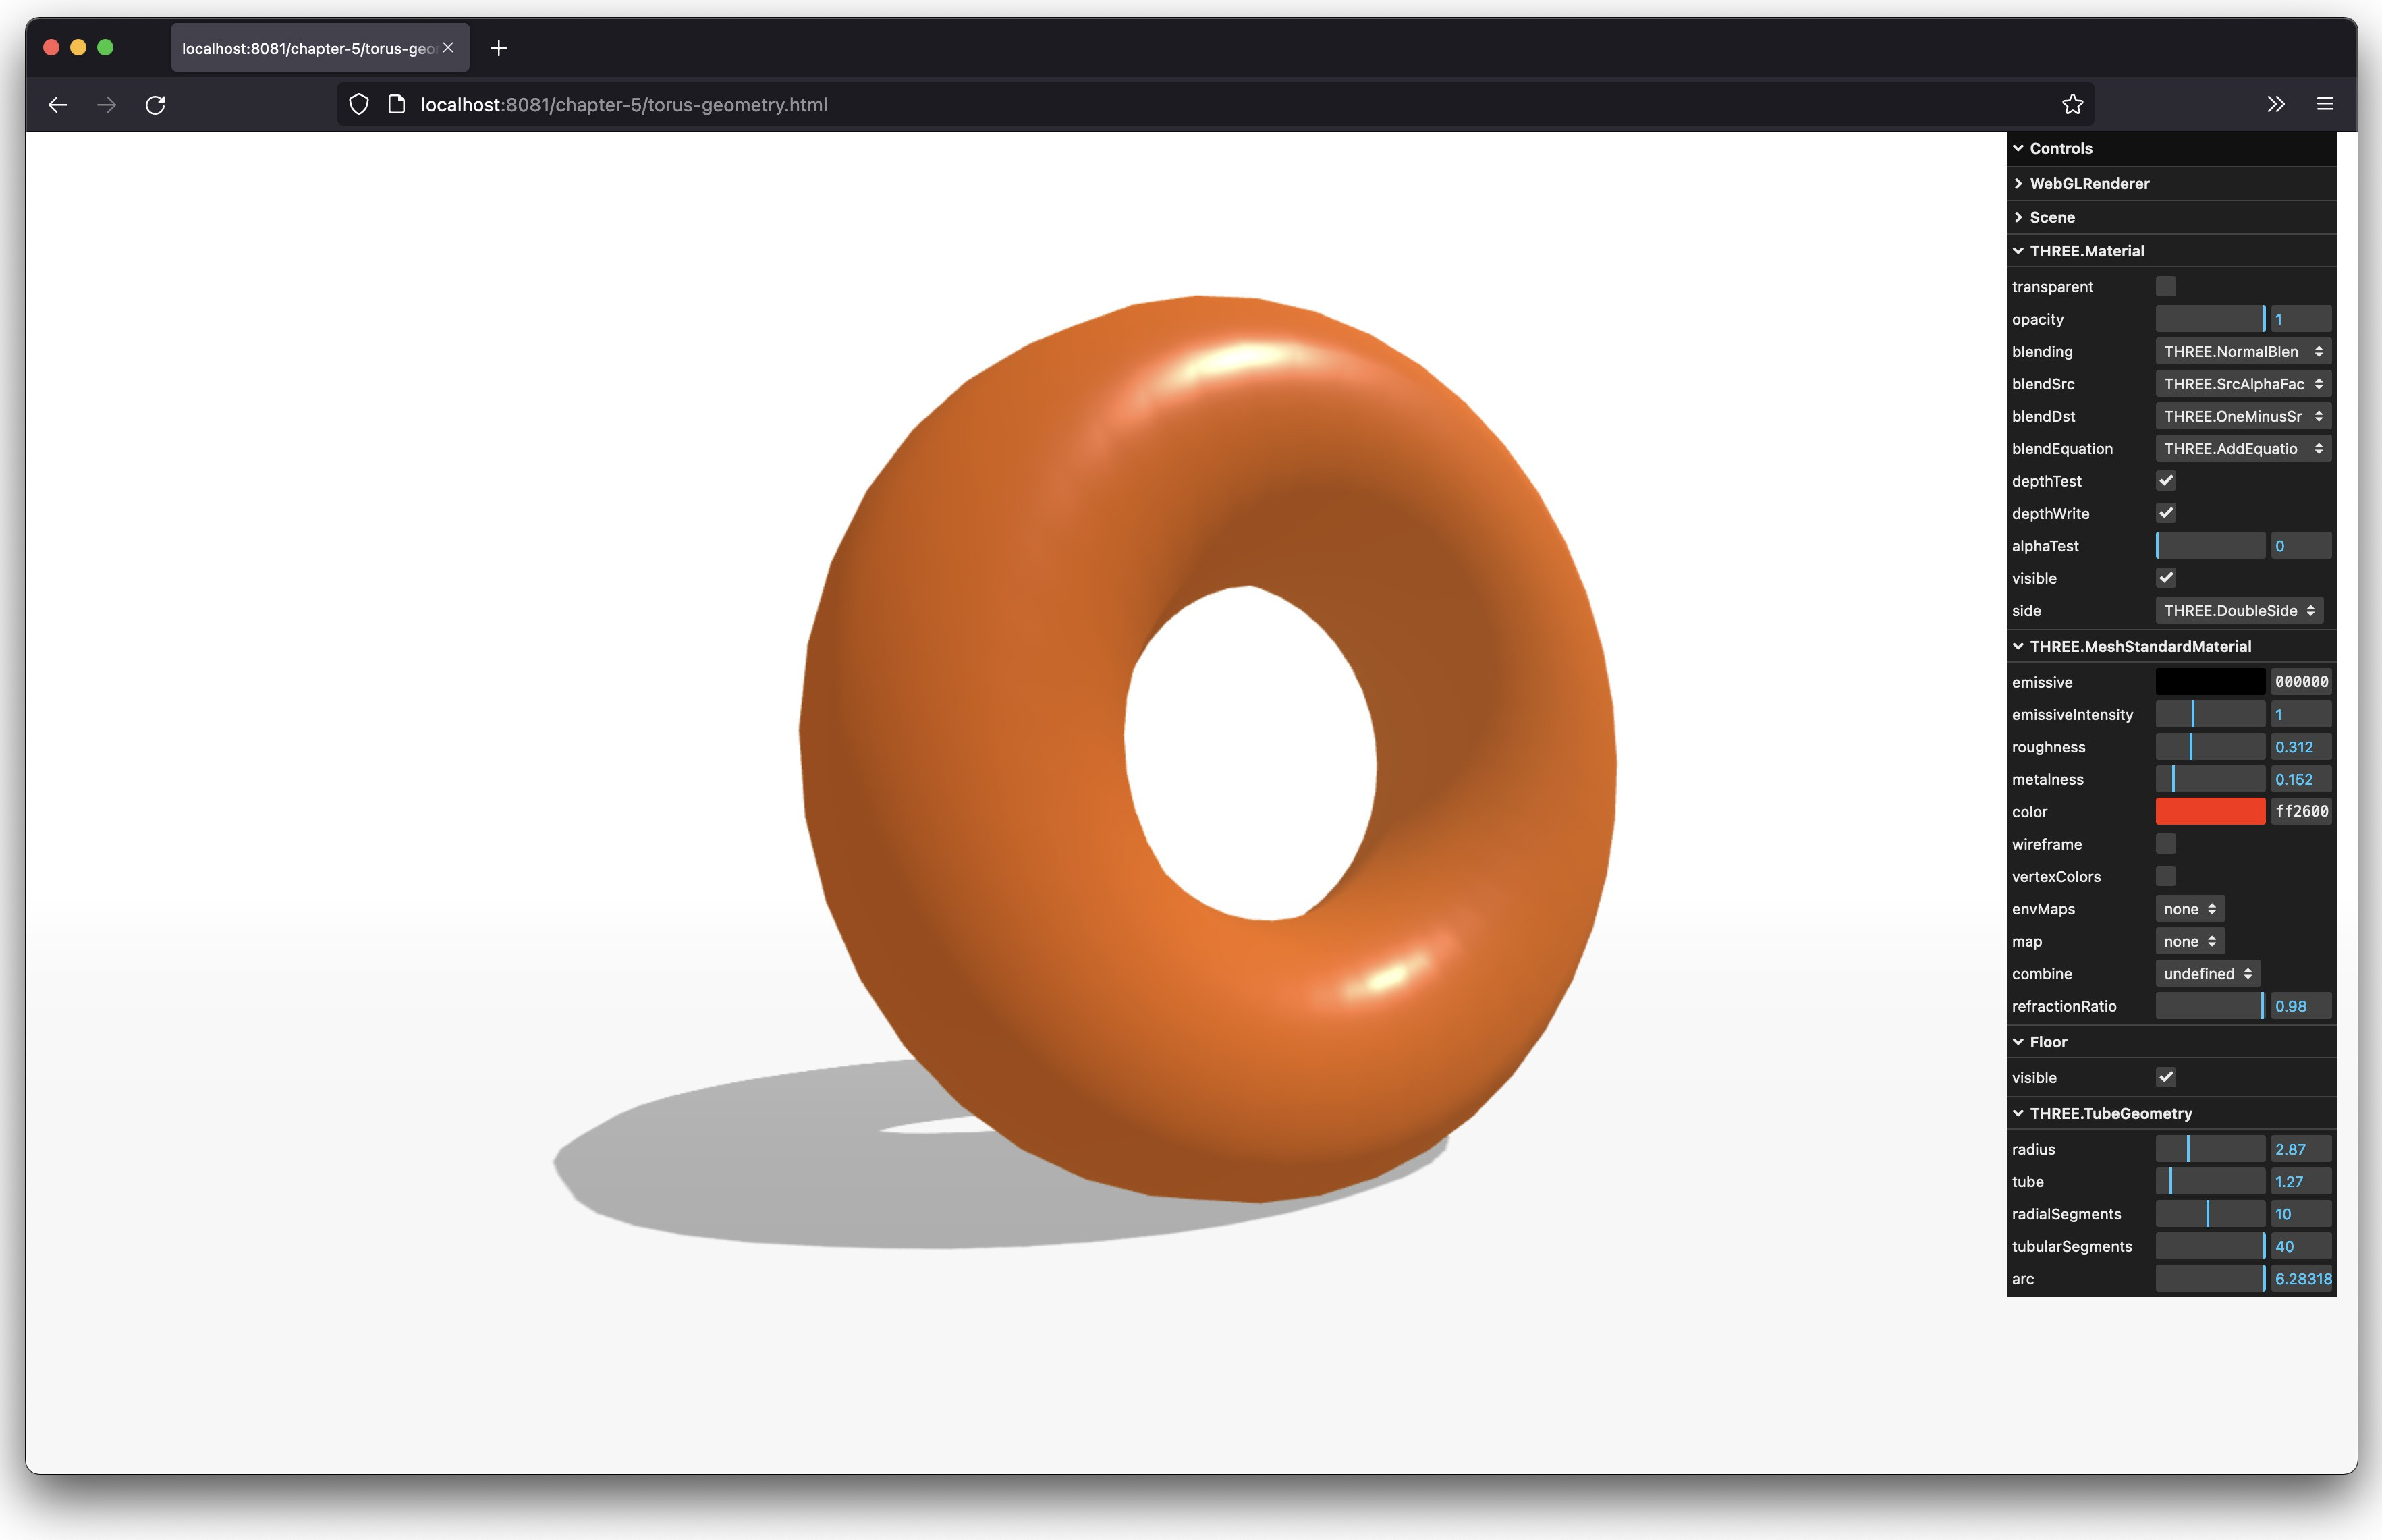 localhost:8081/chapter-5/torus-geo
localhost:8081/chapter-5/torus-geometry.html
Controls
WebGLRenderer
Scene
THREE.Material
transparent
opacity 1
blending THREE.NormalBlen
blendSrc THREE.SrcAlphaFac
blendDst THREE.OneMinusSr
blendEquation THREE.AddEquatio
depthTest
depthWrite
alphaTest 0
visible
side THREE.DoubleSide
THREE.MeshStandardMaterial
emissive 000000
emissiveIntensity 1
roughness 0.312
metalness 0.152
color ff2600
wireframe
vertexColors
envMaps none
map none
combine undefined
refractionRatio 0.98
Floor
visible
THREE.TubeGeometry
radius 2.87
tube 1.27
radialSegments 10
tubularSegments 40
arc 6.28318